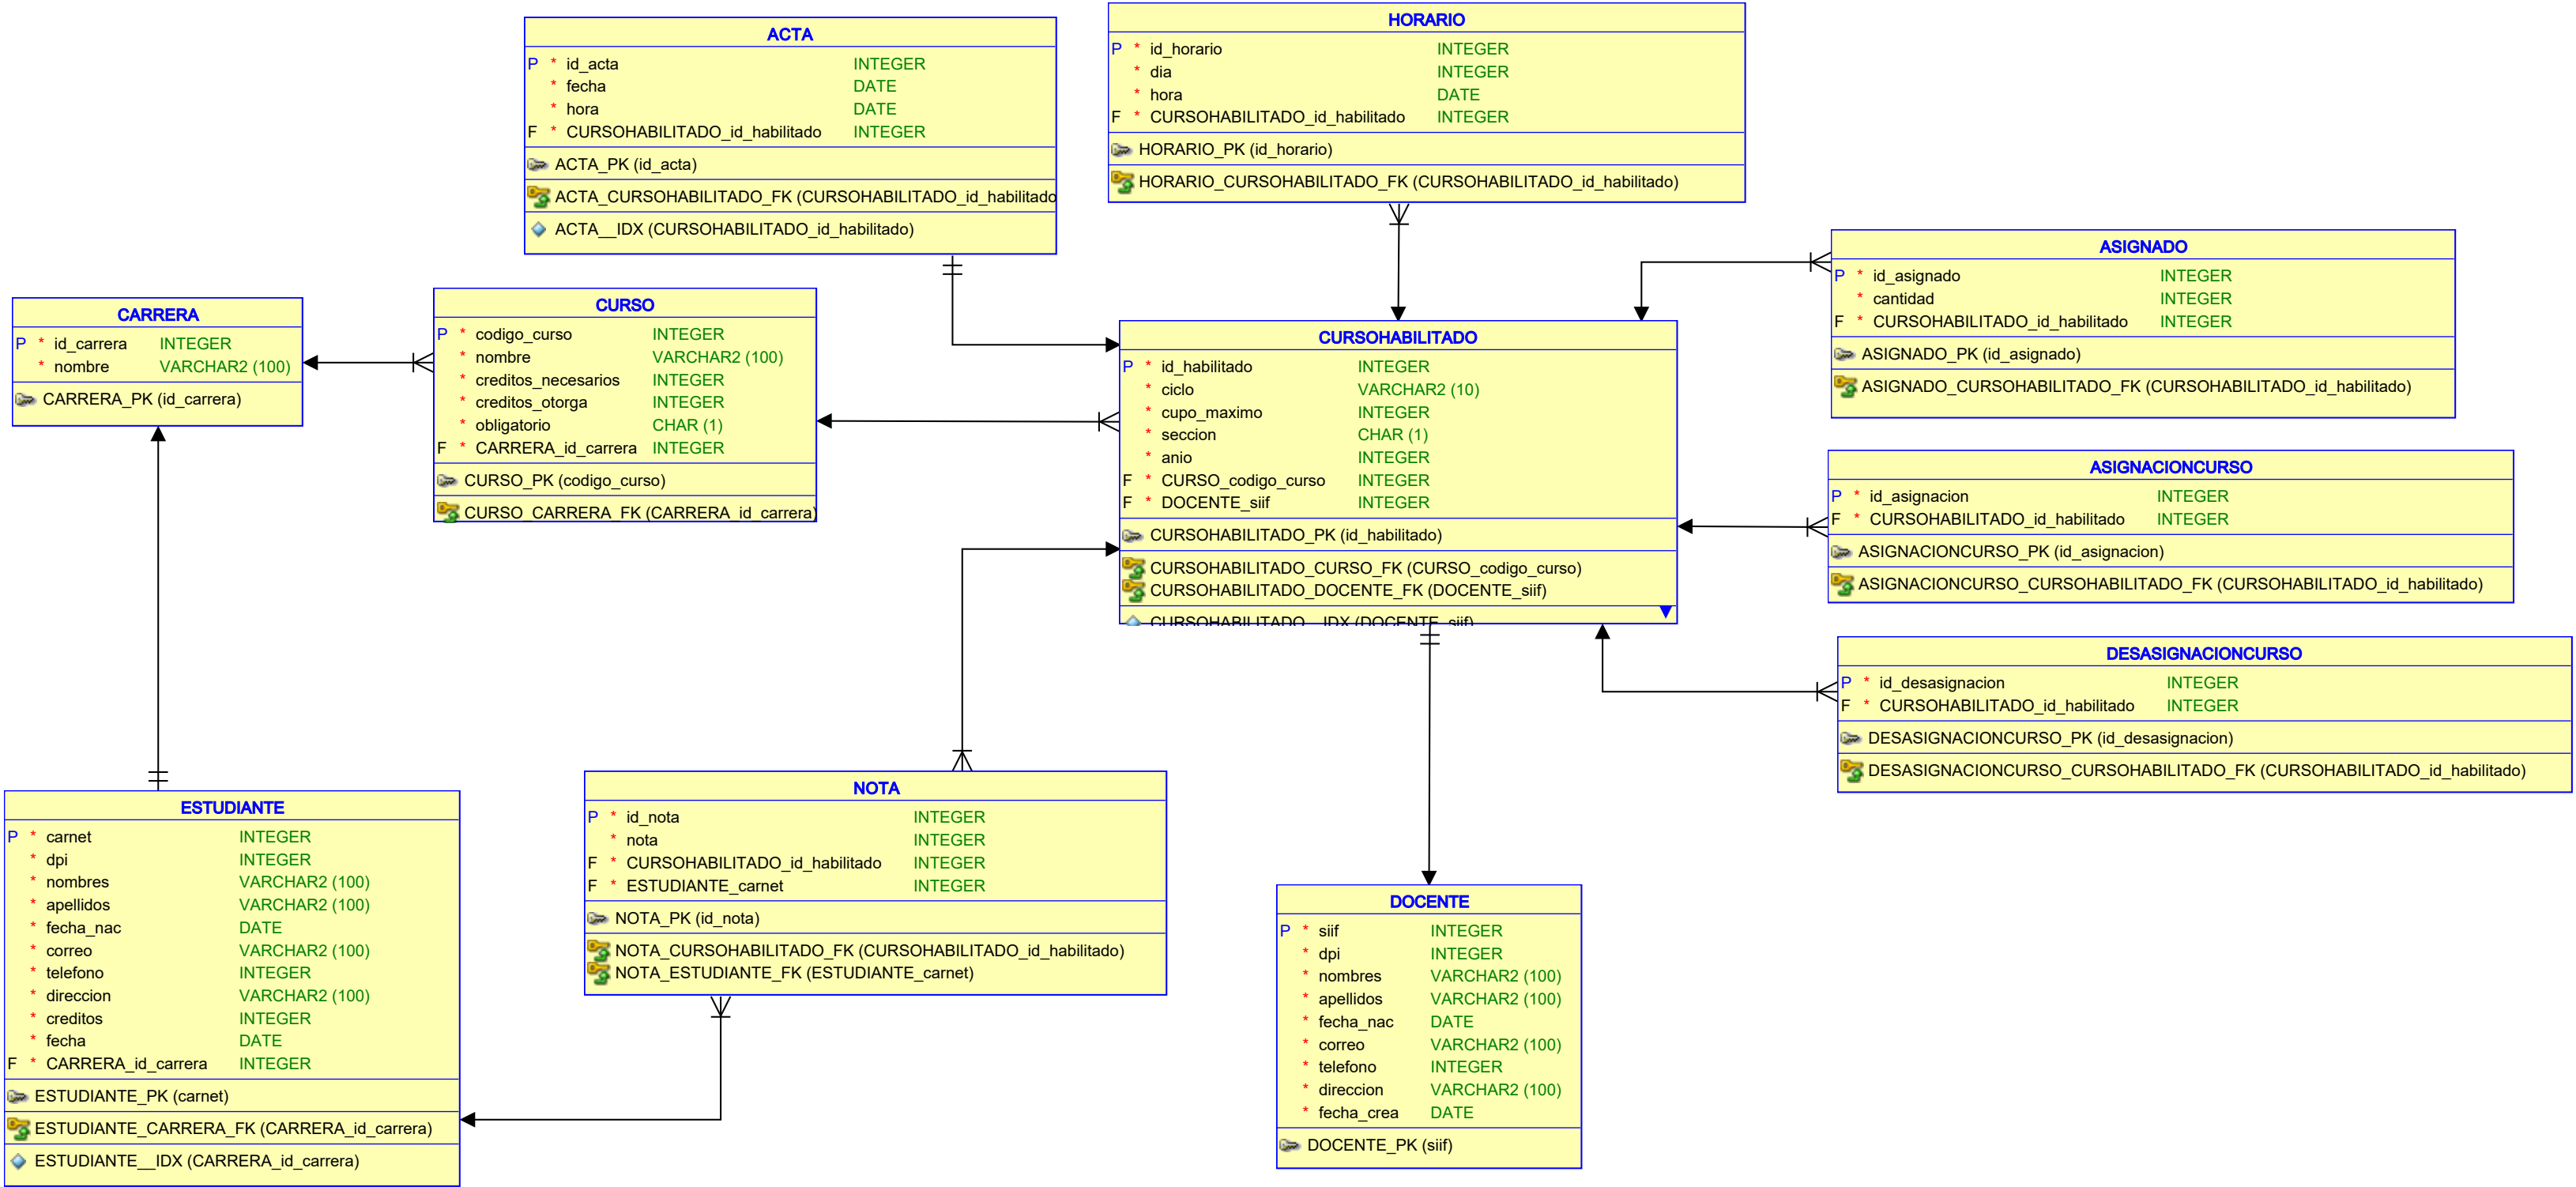 ACTA
P * id_acta INTEGER
* fecha DATE
* hora DATE
F * CURSOHABILITADO_id_habilitado INTEGER
ACTA_PK (id_acta)
ACTA_CURSOHABILITADO_FK (CURSOHABILITADO_id_habilitado
ACTA__IDX (CURSOHABILITADO_id_habilitado)
HORARIO
P * id_horario INTEGER
* dia INTEGER
* hora DATE
F * CURSOHABILITADO_id_habilitado INTEGER
HORARIO_PK (id_horario)
HORARIO_CURSOHABILITADO_FK (CURSOHABILITADO_id_habilitado)
ASIGNADO
P * id_asignado INTEGER
* cantidad INTEGER
F * CURSOHABILITADO_id_habilitado INTEGER
ASIGNADO_PK (id_asignado)
ASIGNADO_CURSOHABILITADO_FK (CURSOHABILITADO_id_habilitado)
CARRERA
P * id_carrera INTEGER
* nombre VARCHAR2 (100)
CARRERA_PK (id_carrera)
CURSO
P * codigo_curso INTEGER
* nombre VARCHAR2 (100)
* creditos_necesarios INTEGER
* creditos_otorga INTEGER
* obligatorio CHAR (1)
F * CARRERA_id_carrera INTEGER
CURSO_PK (codigo_curso)
CURSO_CARRERA_FK (CARRERA_id_carrera)
CURSOHABILITADO
P * id_habilitado INTEGER
* ciclo VARCHAR2 (10)
* cupo_maximo INTEGER
* seccion CHAR (1)
* anio INTEGER
F * CURSO_codigo_curso INTEGER
F * DOCENTE_siif INTEGER
CURSOHABILITADO_PK (id_habilitado)
CURSOHABILITADO_CURSO_FK (CURSO_codigo_curso)
CURSOHABILITADO_DOCENTE_FK (DOCENTE_siif)
CURSOHABILITADO__IDX (DOCENTE_siif)
ASIGNACIONCURSO
P * id_asignacion INTEGER
F * CURSOHABILITADO_id_habilitado INTEGER
ASIGNACIONCURSO_PK (id_asignacion)
ASIGNACIONCURSO_CURSOHABILITADO_FK (CURSOHABILITADO_id_habilitado)
DESASIGNACIONCURSO
P * id_desasignacion INTEGER
F * CURSOHABILITADO_id_habilitado INTEGER
DESASIGNACIONCURSO_PK (id_desasignacion)
DESASIGNACIONCURSO_CURSOHABILITADO_FK (CURSOHABILITADO_id_habilitado)
ESTUDIANTE
P * carnet INTEGER
* dpi INTEGER
* nombres VARCHAR2 (100)
* apellidos VARCHAR2 (100)
* fecha_nac DATE
* correo VARCHAR2 (100)
* telefono INTEGER
* direccion VARCHAR2 (100)
* creditos INTEGER
* fecha DATE
F * CARRERA_id_carrera INTEGER
ESTUDIANTE_PK (carnet)
ESTUDIANTE_CARRERA_FK (CARRERA_id_carrera)
ESTUDIANTE__IDX (CARRERA_id_carrera)
NOTA
P * id_nota INTEGER
* nota INTEGER
F * CURSOHABILITADO_id_habilitado INTEGER
F * ESTUDIANTE_carnet INTEGER
NOTA_PK (id_nota)
NOTA_CURSOHABILITADO_FK (CURSOHABILITADO_id_habilitado)
NOTA_ESTUDIANTE_FK (ESTUDIANTE_carnet)
DOCENTE
P * siif INTEGER
* dpi INTEGER
* nombres VARCHAR2 (100)
* apellidos VARCHAR2 (100)
* fecha_nac DATE
* correo VARCHAR2 (100)
* telefono INTEGER
* direccion VARCHAR2 (100)
* fecha_crea DATE
DOCENTE_PK (siif)